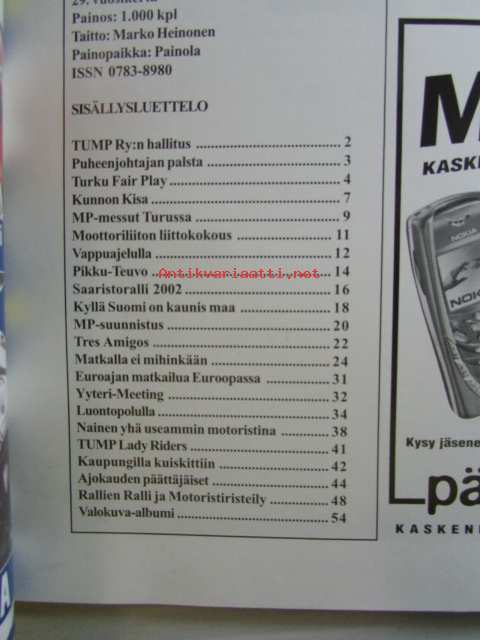 29. vuosikerta
Painos: 1.000 kpl
Taitto: Marko Heinonen
Painopaikka: Painola
ISSN 0783-8980
SISÄLLYSLUETTELO
TUMP Ry:n hallitus 2
Puheenjohtajan palsta 3
Turku Fair Play 4
Kunnon Kisa 7
MP-messut Turussa 9
Moottoriliiton liittokokous 11
Vappuajelulla 12
Pikku-Teuvo 14
Antikvariaatti.net
Saaristoralli 2002 16
Kyllä Suomi on kaunis maa 18
MP-suunnistus 20
Tres Amigos 22
Matkalla ei mihinkään 24
Euroajan matkailua Euroopassa 31
Yyteri-Meeting 32
Luontopolulla 34
Nainen yhä useammin motoristina 38
TUMP Lady Riders 41
Kaupungilla kuiskittiin 42
Ajokauden päättäjäiset 44
Rallien Ralli ja Motoristiristeily 48
Valokuva-albumi 54
M
KASKE
NOKIA
NOKI
Kysy jäsene
pä
KASKEN
A